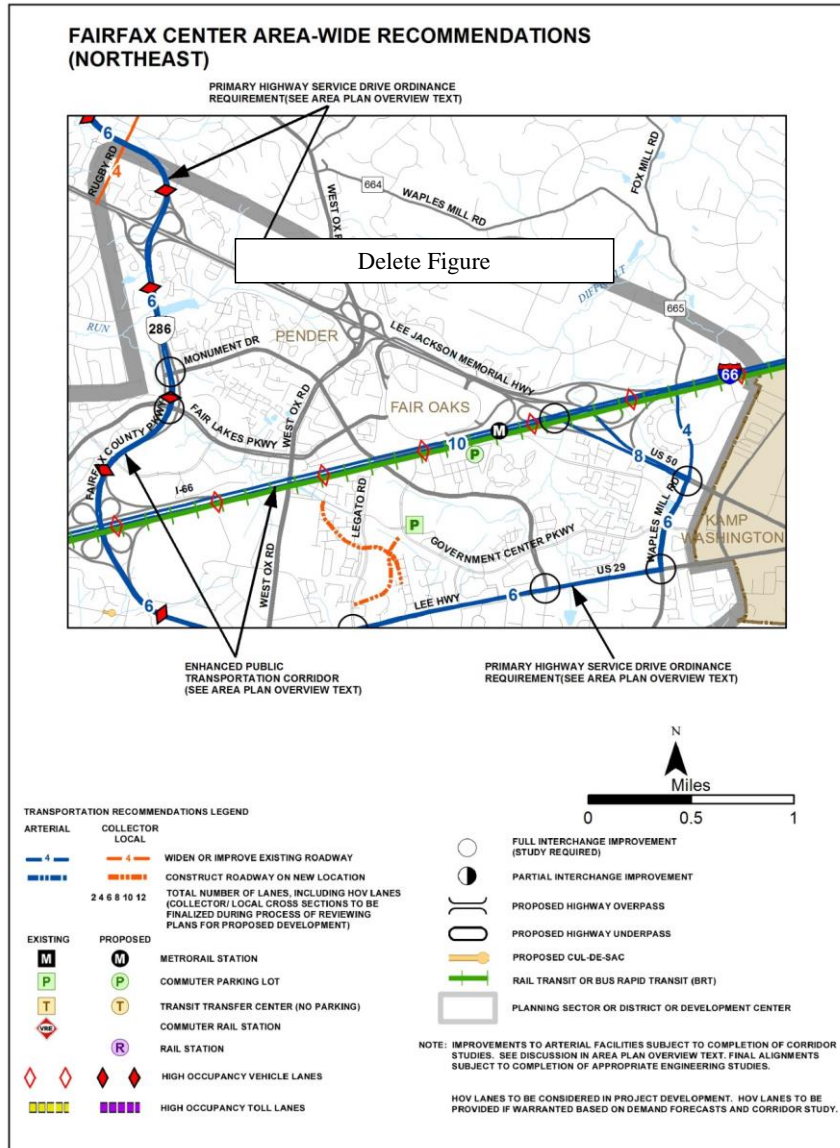 FAIRFAX CENTER AREA-WIDE RECOMMENDATIONS
(NORTHEAST)
PRIMARY HIGHWAY SERVICE DRIVE ORDINANCE
REQUIREMENT(SEE AREA PLAN OVERVIEW TEXT)
6
RUGBY RD
4
WEST OX R
664
WAPLES MILL RD
FOX MILL RD
Delete Figure
DIFFICULT
6
286
RUN
665
PENDER
MONUMENT DR
LEE JACKSON MEMORIAL HWY
66
FAIR OAKS
WEST OX RD
FAIR LAKES PKWY
FAIRFAX COUNTY PKWY
M
10
P
4
US 50
8
I-66
LEGATO RD
P
WAPLES MILL RD
KAMP
WASHINGTON
6
GOVERNMENT CENTER PKWY
WEST OX RD
US 29
LEE HWY
6
6
ENHANCED PUBLIC
TRANSPORTATION CORRIDOR
(SEE AREA PLAN OVERVIEW TEXT)
PRIMARY HIGHWAY SERVICE DRIVE ORDINANCE
REQUIREMENT(SEE AREA PLAN OVERVIEW TEXT)
N
Miles
0 0.5 1
TRANSPORTATION RECOMMENDATIONS LEGEND
ARTERIAL COLLECTOR
LOCAL
4 4 WIDEN OR IMPROVE EXISTING ROADWAY
CONSTRUCT ROADWAY ON NEW LOCATION
2 4 6 8 10 12 TOTAL NUMBER OF LANES, INCLUDING HOV LANES
(COLLECTOR/ LOCAL CROSS SECTIONS TO BE
FINALIZED DURING PROCESS OF REVIEWING
PLANS FOR PROPOSED DEVELOPMENT)
EXISTING PROPOSED
M M METRORAIL STATION
P P COMMUTER PARKING LOT
T T TRANSIT TRANSFER CENTER (NO PARKING)
VRE COMMUTER RAIL STATION
R RAIL STATION
HIGH OCCUPANCY VEHICLE LANES
HIGH OCCUPANCY TOLL LANES
FULL INTERCHANGE IMPROVEMENT
(STUDY REQUIRED)
PARTIAL INTERCHANGE IMPROVEMENT
PROPOSED HIGHWAY OVERPASS
PROPOSED HIGHWAY UNDERPASS
PROPOSED CUL-DE-SAC
RAIL TRANSIT OR BUS RAPID TRANSIT (BRT)
PLANNING SECTOR OR DISTRICT OR DEVELOPMENT CENTER
NOTE: IMPROVEMENTS TO ARTERIAL FACILITIES SUBJECT TO COMPLETION OF CORRIDOR
STUDIES. SEE DISCUSSION IN AREA PLAN OVERVIEW TEXT. FINAL ALIGNMENTS
SUBJECT TO COMPLETION OF APPROPRIATE ENGINEERING STUDIES.
HOV LANES TO BE CONSIDERED IN PROJECT DEVELOPMENT. HOV LANES TO BE
PROVIDED IF WARRANTED BASED ON DEMAND FORECASTS AND CORRIDOR STUDY.